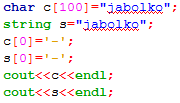 char c[100]="jabolko";
string s="jabolko";
c[0]='-';
s[0]='-';
cout<<c<<endl;
cout<<s<<endl;